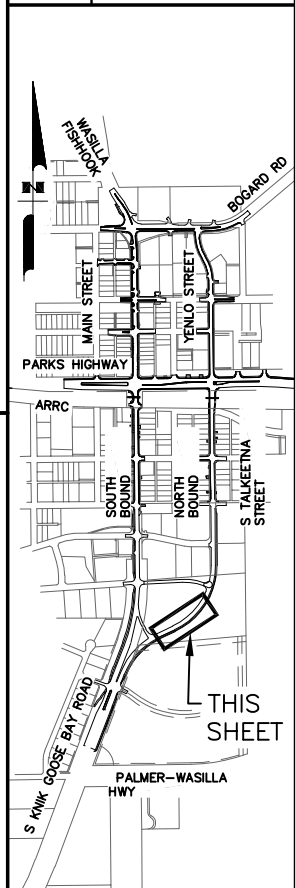 N
WASILLA
FISHHOOK
BOGARD RD
MAIN STREET
YENLO STREET
PARKS HIGHWAY
ARRC
SOUTH
BOUND
NORTH
BOUND
S TALKEETNA
STREET
THIS
SHEET
S KNIK GOOSE BAY ROAD
PALMER-WASILLA
HWY